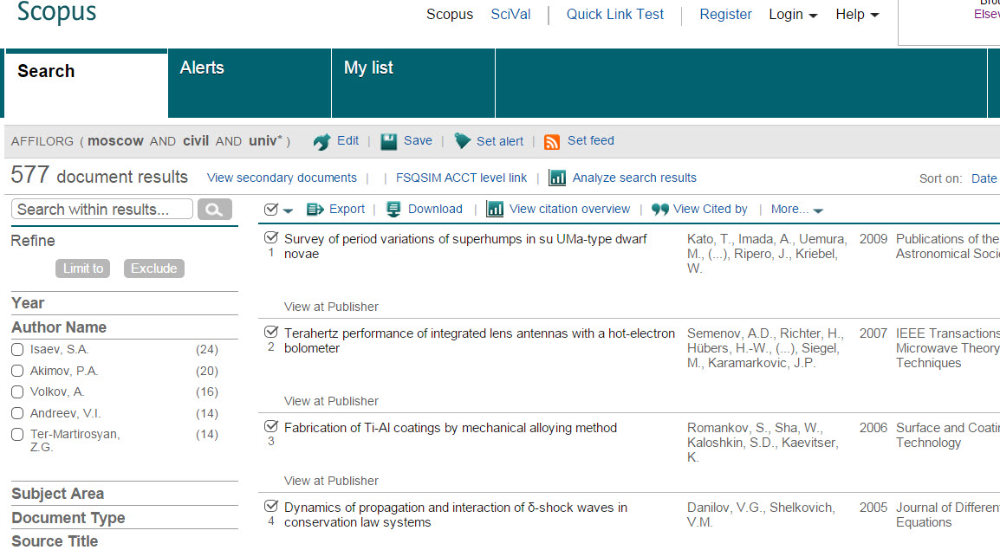 Scopus
Scopus SciVal | Quick Link Test | Register Login Help
Elsev
Search Alerts My list
AFFILORG ( moscow AND civil AND univ* ) Edit | Save | Set alert | Set feed
577 document results View secondary documents | | FSQSIM ACCT level link | Analyze search results Sort on: Date
Search within results... Export | Download | View citation overview | View Cited by | More...
Refine
Limit to Exclude
Year
Author Name
Isaev, S.A. (24)
Akimov, P.A. (20)
Volkov, A. (16)
Andreev, V.I. (14)
Ter-Martirosyan, (14)
Z.G.
Subject Area
Document Type
Source Title
1 Survey of period variations of superhumps in su UMa-type dwarf
novae
Kato, T., Imada, A., Uemura,
M., (...), Ripero, J., Kriebel,
W.
2009 Publications of the
Astronomical Socie
View at Publisher
2 Terahertz performance of integrated lens antennas with a hot-electron
bolometer
Semenov, A.D., Richter, H.,
Hübers, H.-W., (...), Siegel,
M., Karamarkovic, J.P.
2007 IEEE Transactions
Microwave Theory
Techniques
View at Publisher
3 Fabrication of Ti-Al coatings by mechanical alloying method
Romankov, S., Sha, W.,
Kaloshkin, S.D., Kaevitser,
K.
2006 Surface and Coatin
Technology
View at Publisher
4 Dynamics of propagation and interaction of δ-shock waves in
conservation law systems
Danilov, V.G., Shelkovich,
V.M.
2005 Journal of Different
Equations